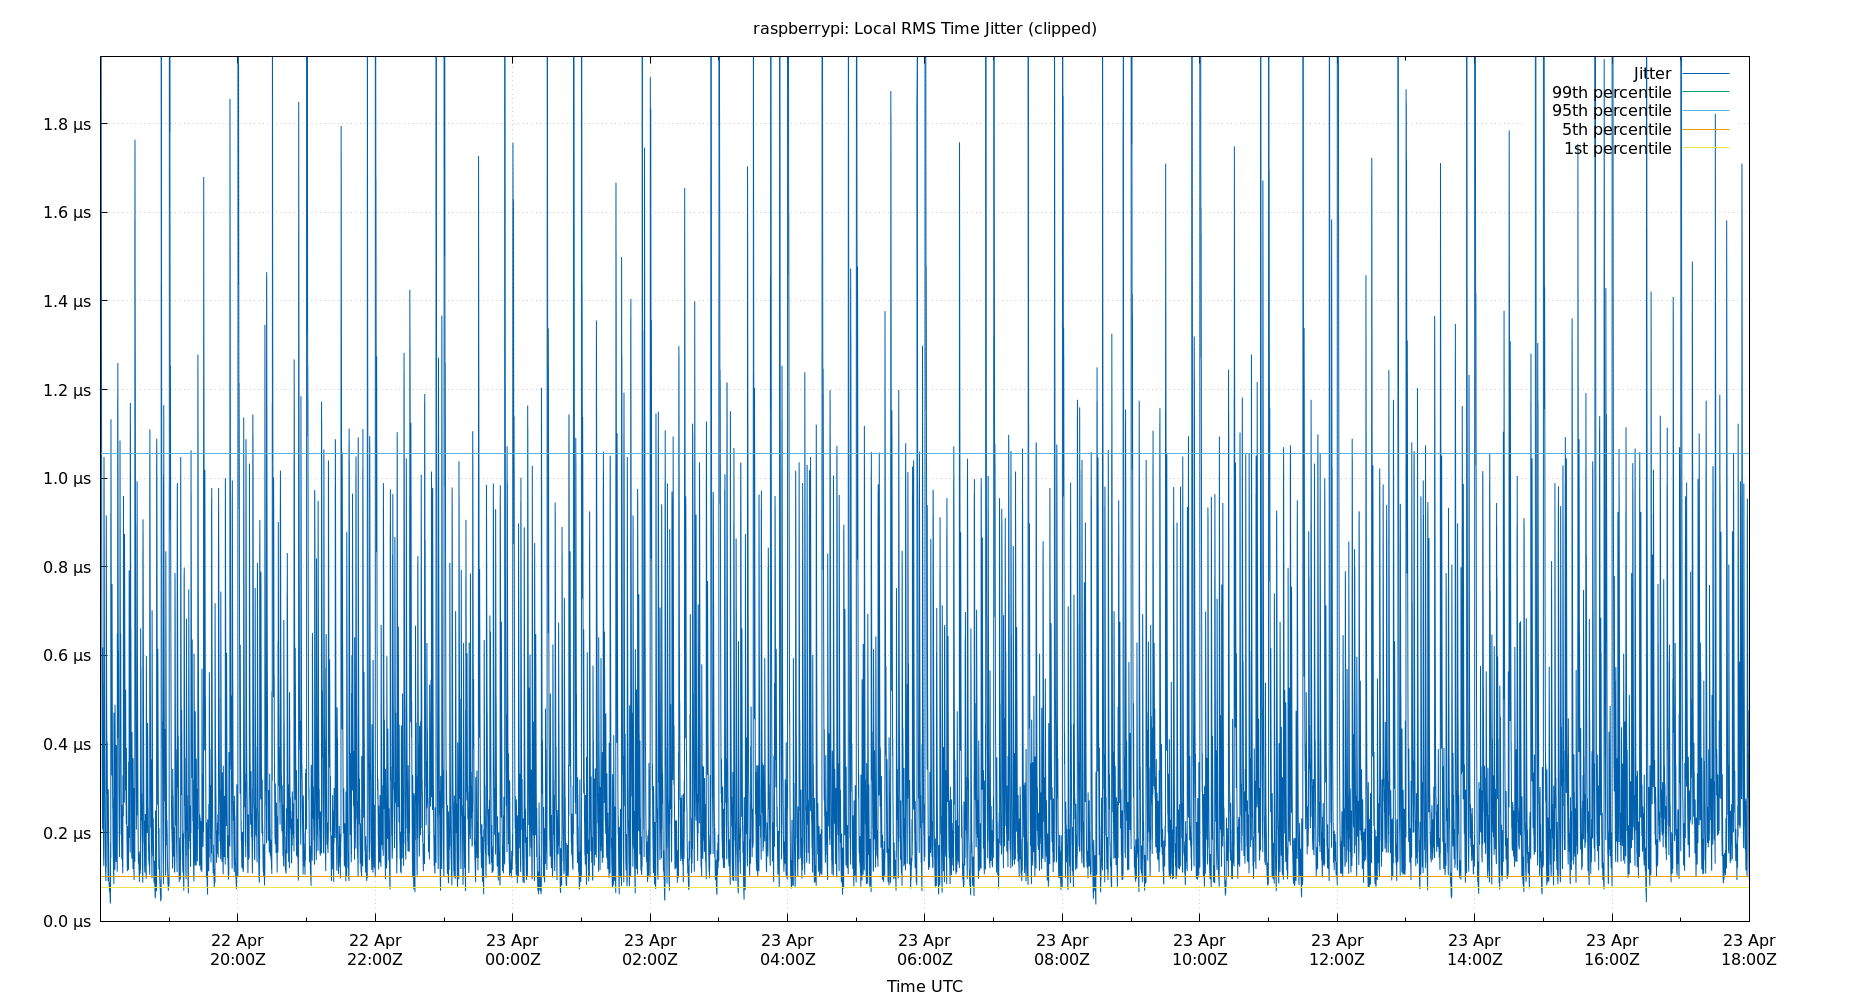 raspberrypi: Local RMS Time Jitter (clipped)
Jitter
99th percentile
95th percentile
5th percentile
1st percentile
1.8 µs
1.6 µs
1.4 µs
1.2 µs
1.0 µs
0.8 µs
0.6 µs
0.4 µs
0.2 µs
0.0 µs
22 Apr 22 Apr 23 Apr 23 Apr 23 Apr 23 Apr 23 Apr 23 Apr 23 Apr 23 Apr 23 Apr 23 Apr
20:00Z 22:00Z 00:00Z 02:00Z 04:00Z 06:00Z 08:00Z 10:00Z 12:00Z 14:00Z 16:00Z 18:00Z
Time UTC